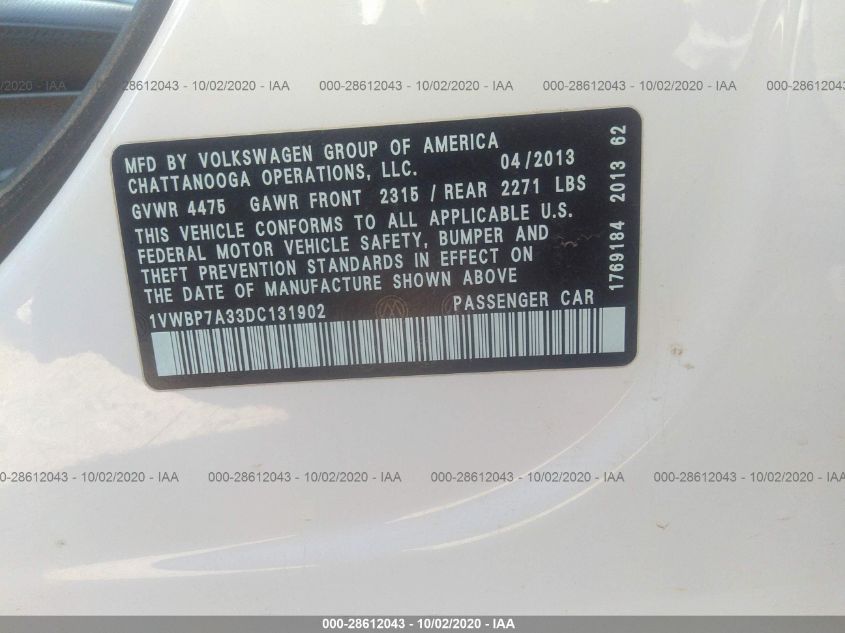 10/02/2020 - IAA 000-28612043 - 10/02/2020 - IAA 000-28612043 - 10/02/2020 - IAA 000-28612043 - 10/02/2020 - IAA
MFD BY VOLKSWAGEN GROUP OF AMERICA
CHATTANOOGA OPERATIONS, LLC. 04/2013
GVWR 4475 GAWR FRONT 2315 / REAR 2271 LBS
THIS VEHICLE CONFORMS TO ALL APPLICABLE U.S.
FEDERAL MOTOR VEHICLE SAFETY, BUMPER AND
THEFT PREVENTION STANDARDS IN EFFECT ON
THE DATE OF MANUFACTURE SHOWN ABOVE
1VWBP7A33DC131902 PASSENGER CAR
1769184 2013 62
000-28612043 - 10/02/2020 - IAA 000-28612043 - 10/02/2020 - IAA 000-28612043 - 10/02/2020 - IAA
000-28612043 - 10/02/2020 - IAA